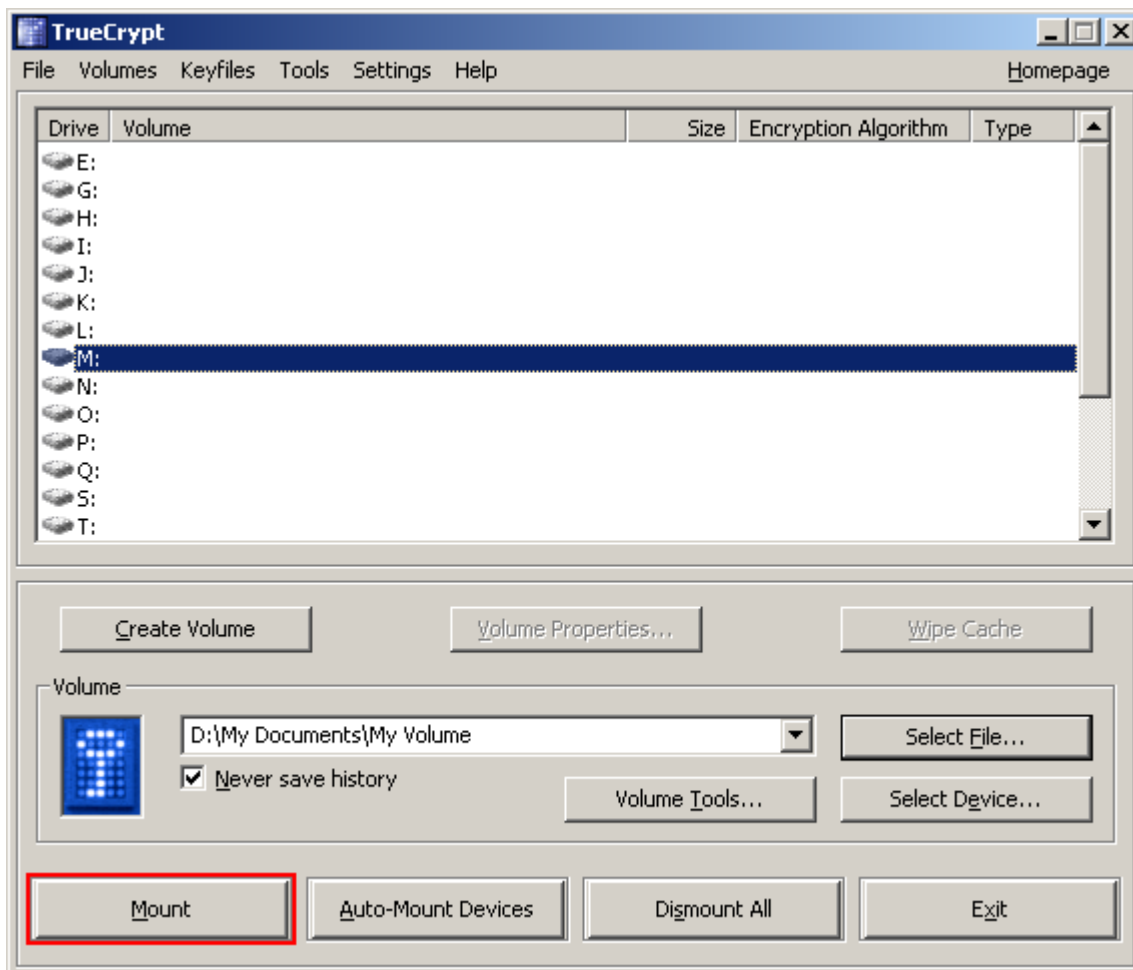 TrueCrypt
File Volumes Keyfiles Tools Settings Help Homepage
Drive Volume Size Encryption Algorithm Type
E:
G:
H:
I:
J:
K:
L:
M:
N:
O:
P:
Q:
S:
T:
Create Volume Volume Properties... Wipe Cache
Volume
D:\My Documents\My Volume Select File...
Never save history
Volume Tools... Select Device...
Mount Auto-Mount Devices Dismount All Exit